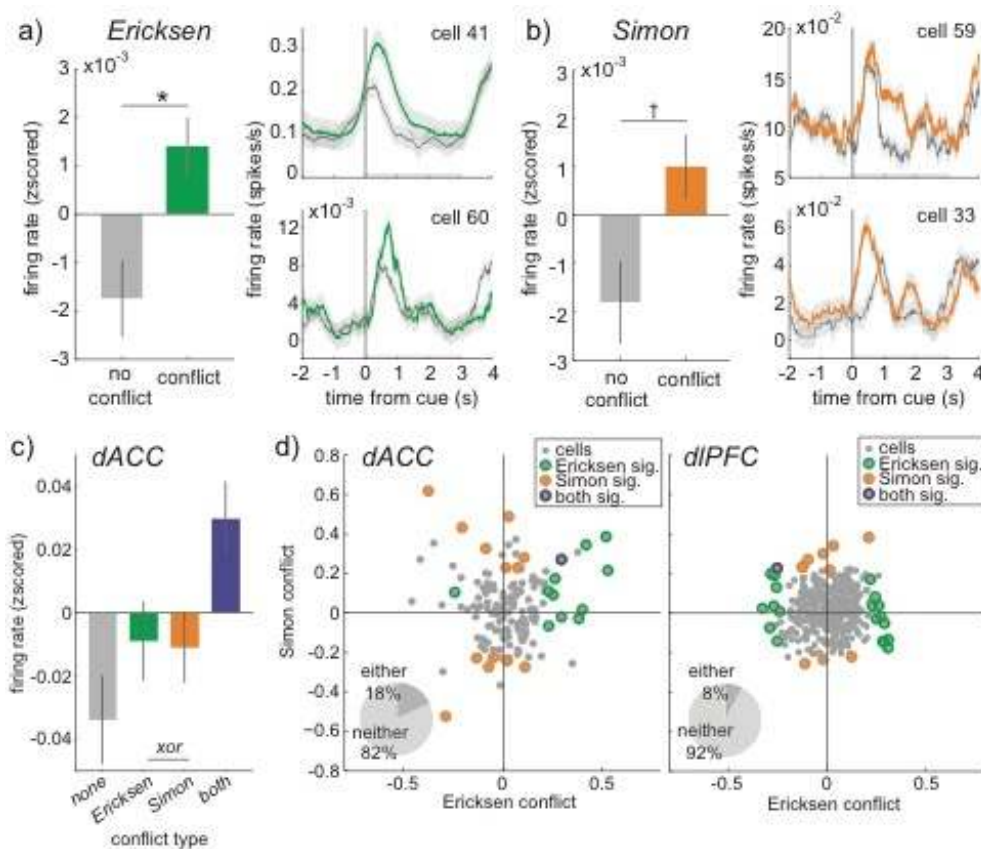 a)
Ericksen
x10⁻³
3
2
1
0
-1
-2
-3
firing rate (zscored)
*
no conflict
conflict
cell 41
0.3
0.2
0.1
0
firing rate (spikes/s)
x10⁻³
cell 60
12
8
4
0
-2 -1 0 1 2 3 4
time from cue (s)
b)
Simon
x10⁻³
3
2
1
0
-1
-2
-3
firing rate (zscored)
†
no conflict
conflict
x10⁻²
cell 59
20
15
10
5
firing rate (spikes/s)
x10⁻²
cell 33
6
4
2
0
-2 -1 0 1 2 3 4
time from cue (s)
c)
dACC
0.04
0.02
0
-0.02
-0.04
firing rate (zscored)
xor
none
Ericksen
Simon
both
conflict type
d)
dACC
cells
Ericksen sig.
Simon sig.
both sig.
0.8
0.6
0.4
0.2
0
-0.2
-0.4
-0.6
-0.8
Simon conflict
either
18%
neither
82%
-0.5 0 0.5
Ericksen conflict
dlPFC
cells
Ericksen sig.
Simon sig.
both sig.
either
8%
neither
92%
-0.5 0 0.5
Ericksen conflict